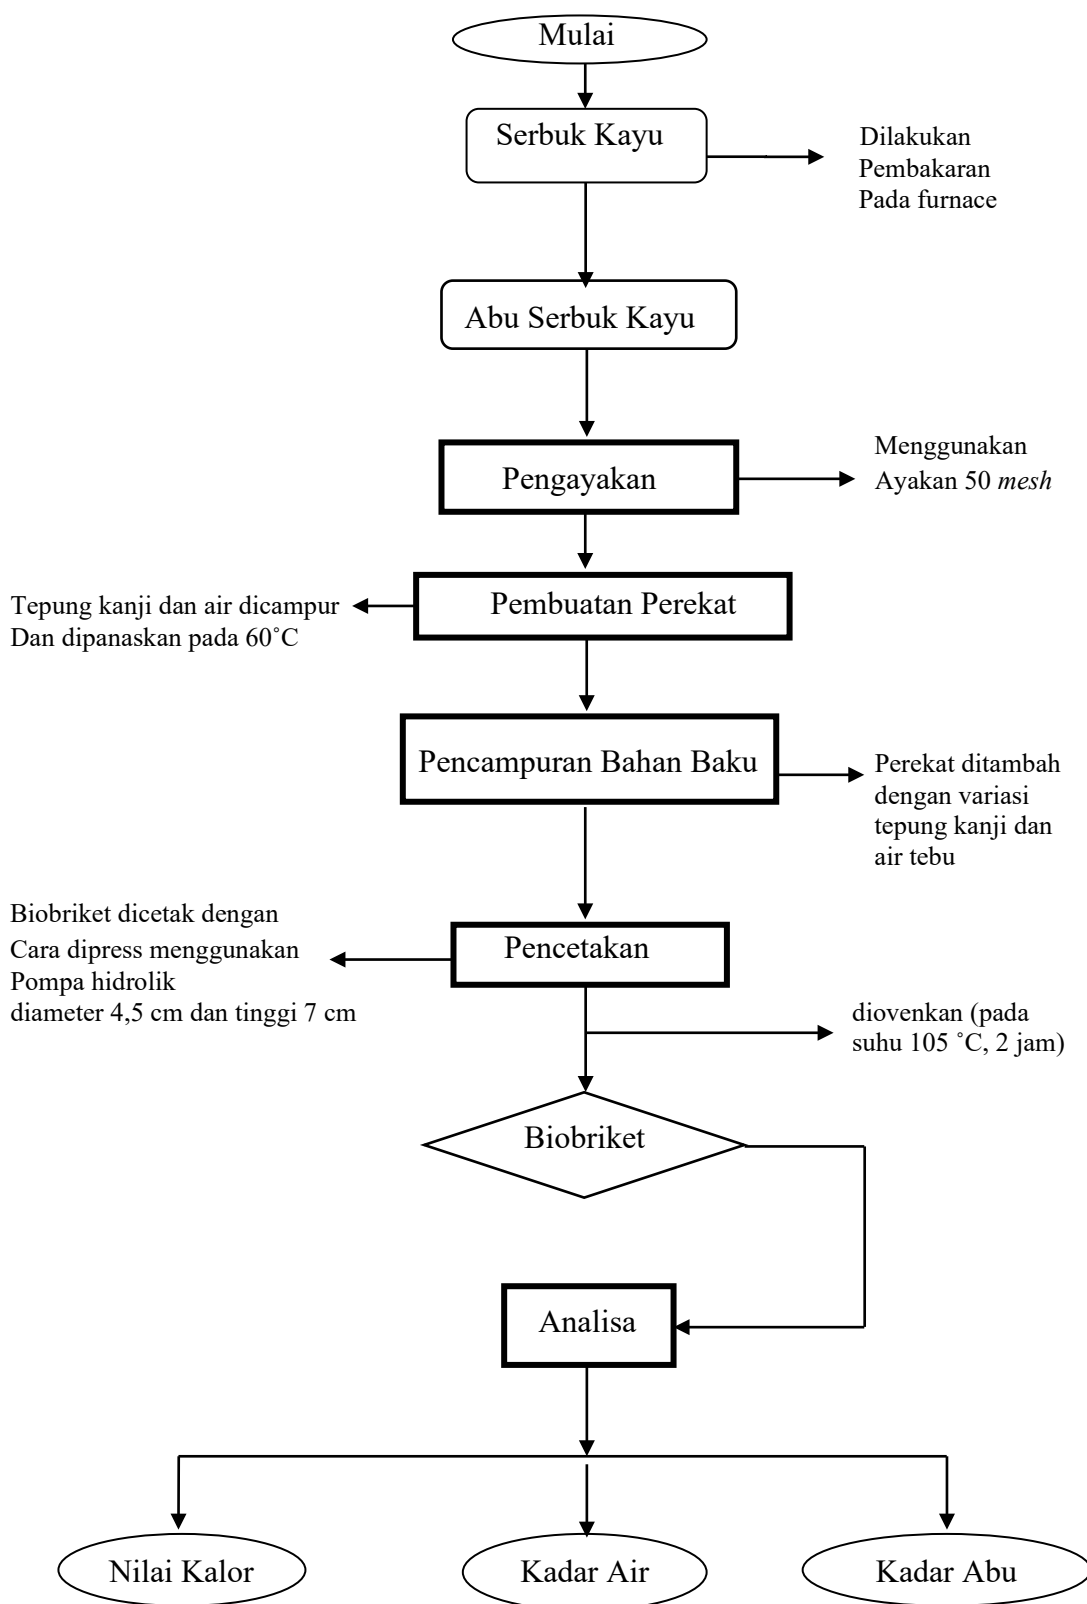 Mulai
Serbuk Kayu
Dilakukan
Pembakaran
Pada furnace
Abu Serbuk Kayu
Pengayakan
Menggunakan
Ayakan 50 mesh
Pembuatan Perekat
Tepung kanji dan air dicampur
Dan dipanaskan pada 60˚C
Pencampuran Bahan Baku
Perekat ditambah
dengan variasi
tepung kanji dan
air tebu
Pencetakan
Biobriket dicetak dengan
Cara dipress menggunakan
Pompa hidrolik
diameter 4,5 cm dan tinggi 7 cm
diovenkan (pada
suhu 105 ˚C, 2 jam)
Biobriket
Analisa
Nilai Kalor
Kadar Air
Kadar Abu